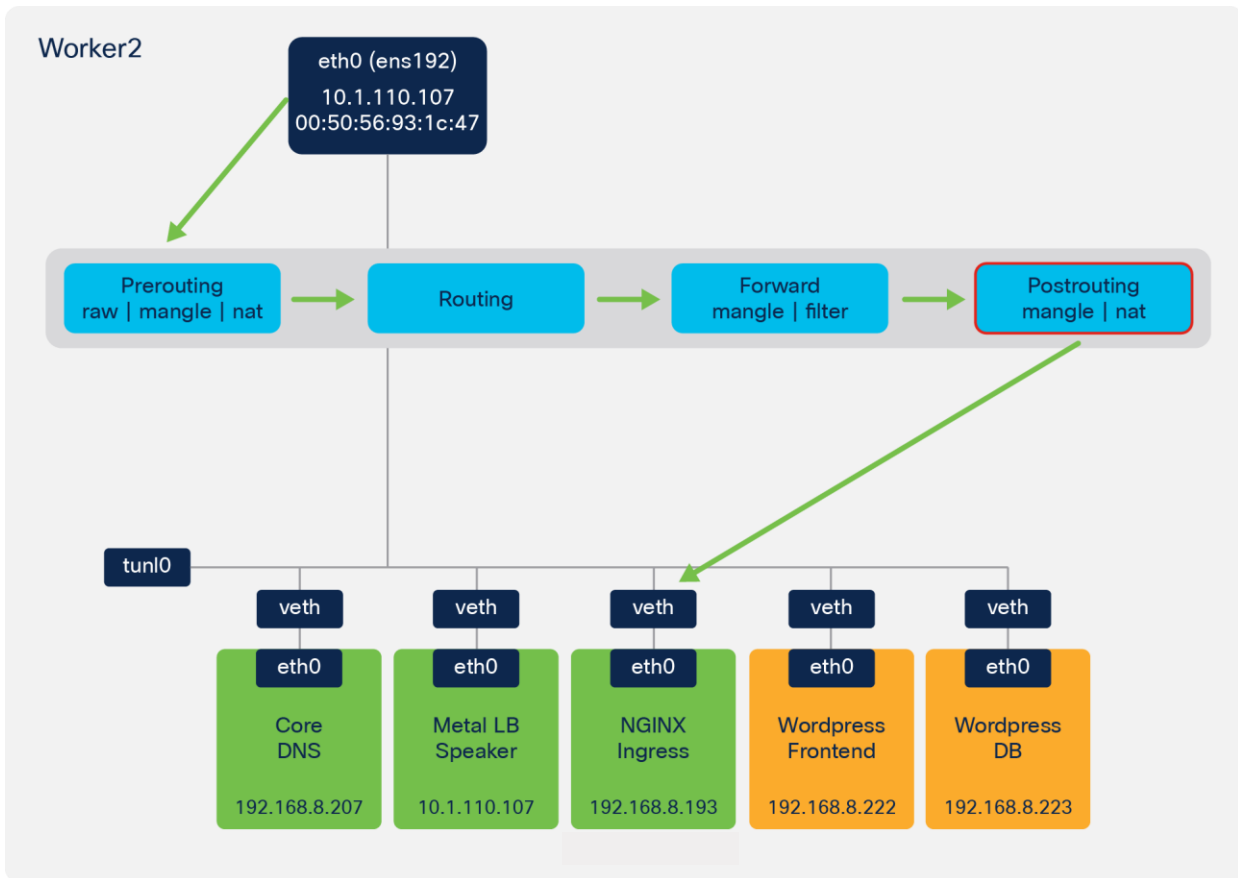 Worker2
eth0 (ens192)
10.1.110.107
00:50:56:93:1c:47
Prerouting
raw | mangle | nat
Routing
Forward
mangle | filter
Postrouting
mangle | nat
tunl0
veth
veth
veth
veth
veth
eth0
eth0
eth0
eth0
eth0
Core
DNS
192.168.8.207
Metal LB
Speaker
10.1.110.107
NGINX
Ingress
192.168.8.193
Wordpress
Frontend
192.168.8.222
Wordpress
DB
192.168.8.223